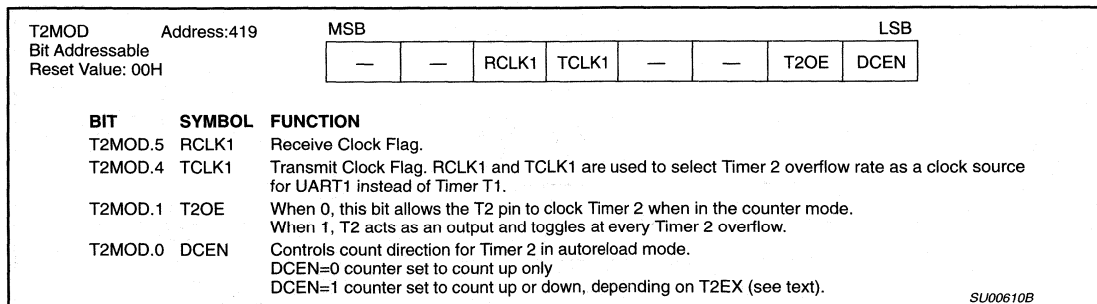 T2MOD Address:419 MSB LSB
Bit Addressable
Reset Value: 00H
— — RCLK1 TCLK1 — — T2OE DCEN
BIT SYMBOL FUNCTION
T2MOD.5 RCLK1 Receive Clock Flag.
T2MOD.4 TCLK1 Transmit Clock Flag. RCLK1 and TCLK1 are used to select Timer 2 overflow rate as a clock source
for UART1 instead of Timer T1.
T2MOD.1 T2OE When 0, this bit allows the T2 pin to clock Timer 2 when in the counter mode.
When 1, T2 acts as an output and toggles at every Timer 2 overflow.
T2MOD.0 DCEN Controls count direction for Timer 2 in autoreload mode.
DCEN=0 counter set to count up only
DCEN=1 counter set to count up or down, depending on T2EX (see text).
SU00610B